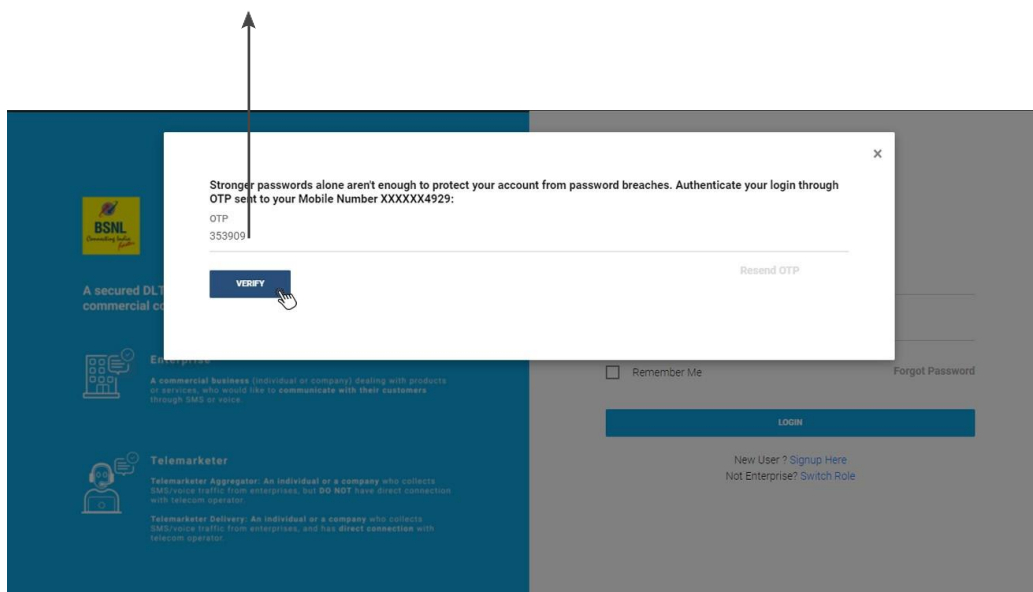 Stronger passwords alone aren't enough to protect your account from password breaches. Authenticate your login through
OTP sent to your Mobile Number XXXXXX4929:
OTP
353909
Resend OTP
VERIFY
BSNL
Connecting India
A secured DLT
commercial co
Enterprise
A commercial business (individual or company) dealing with products
or services, who would like to communicate with their customers
through SMS or voice.
Telemarketer
Telemarketer Aggregator: An individual or a company who collects
SMS/voice traffic from enterprises, but DO NOT have direct connection
with telecom operator.
Telemarketer Delivery: An individual or a company who collects
SMS/voice traffic from enterprises, and has direct connection with
telecom operator.
Remember Me
Forgot Password
LOGIN
New User ? Signup Here
Not Enterprise? Switch Role